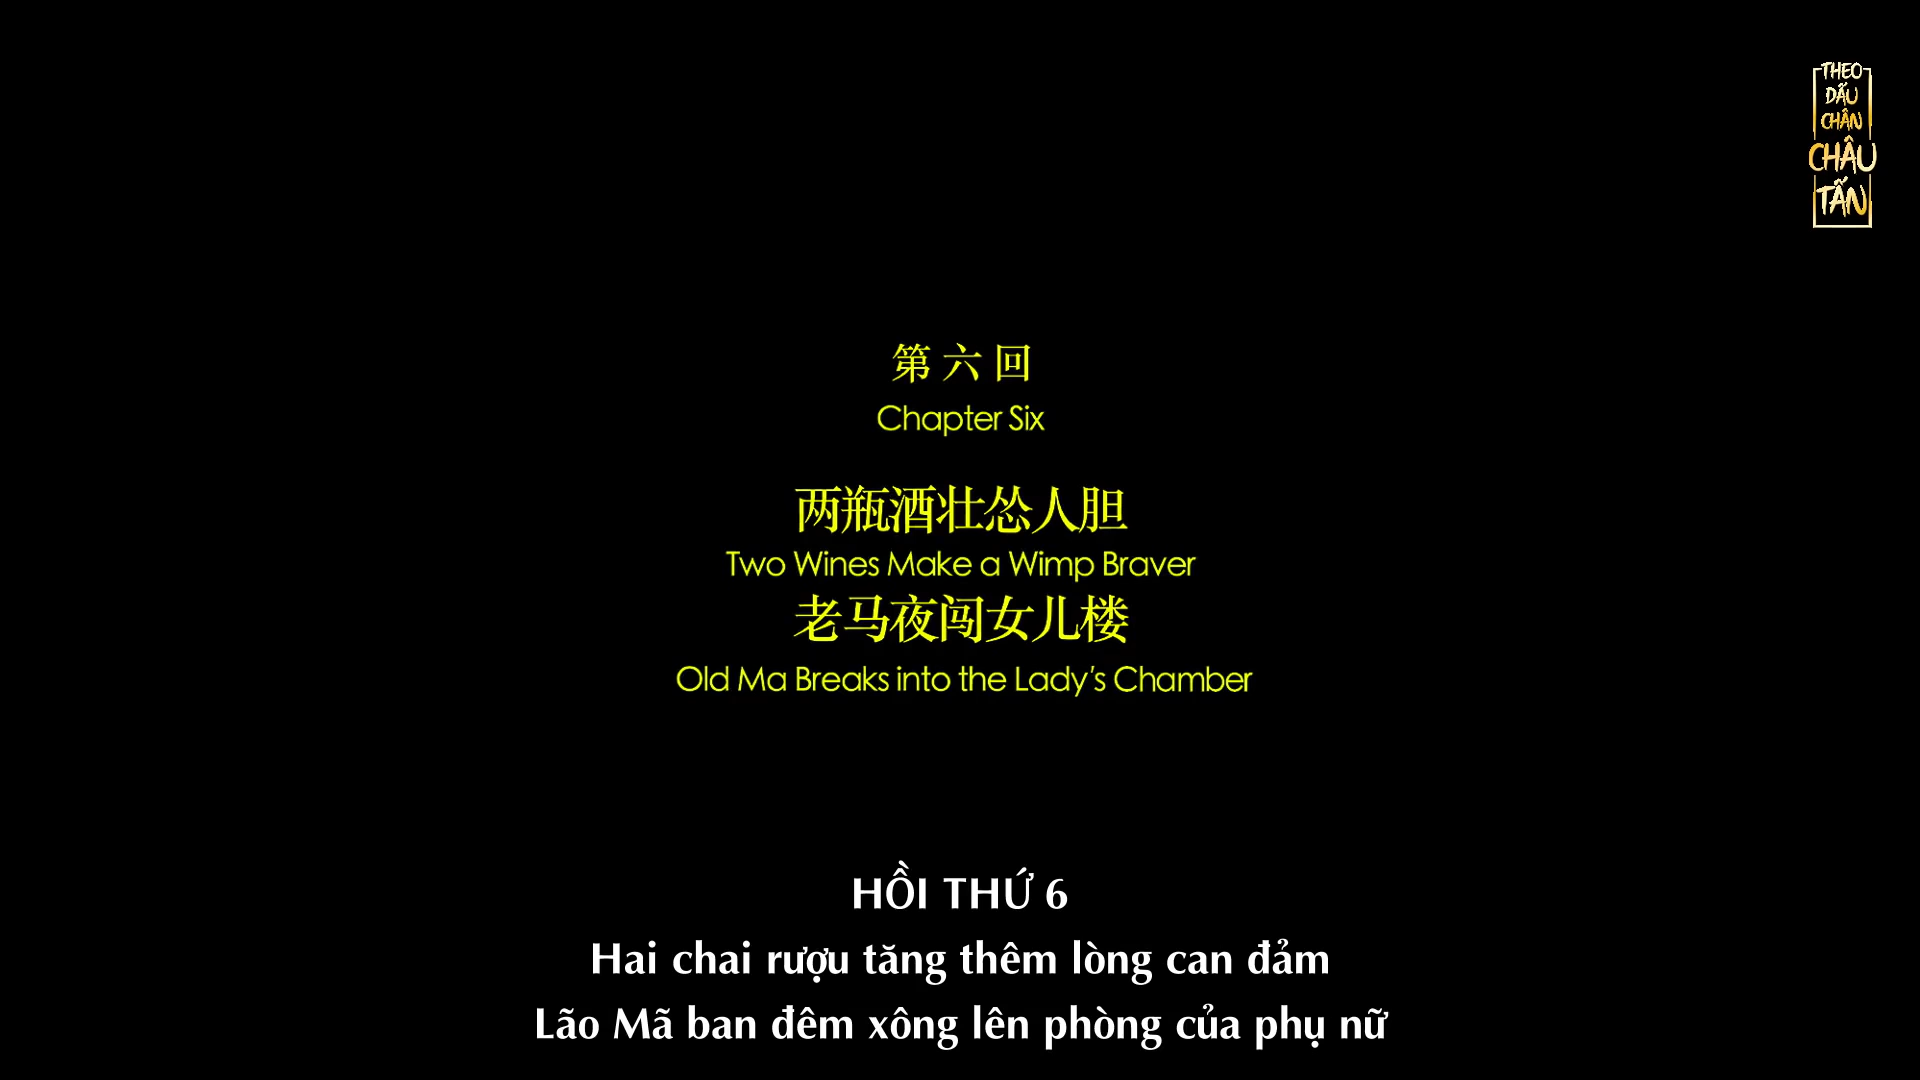 THEO
DẤU
CHÂN
CHÂU
TẤN
第六回
Chapter Six
两瓶酒壮怂人胆
Two Wines Make a Wimp Braver
老马夜闯女儿楼
Old Ma Breaks into the Lady's Chamber
HỒI THỨ 6
Hai chai rượu tăng thêm lòng can đảm
Lão Mã ban đêm xông lên phòng của phụ nữ